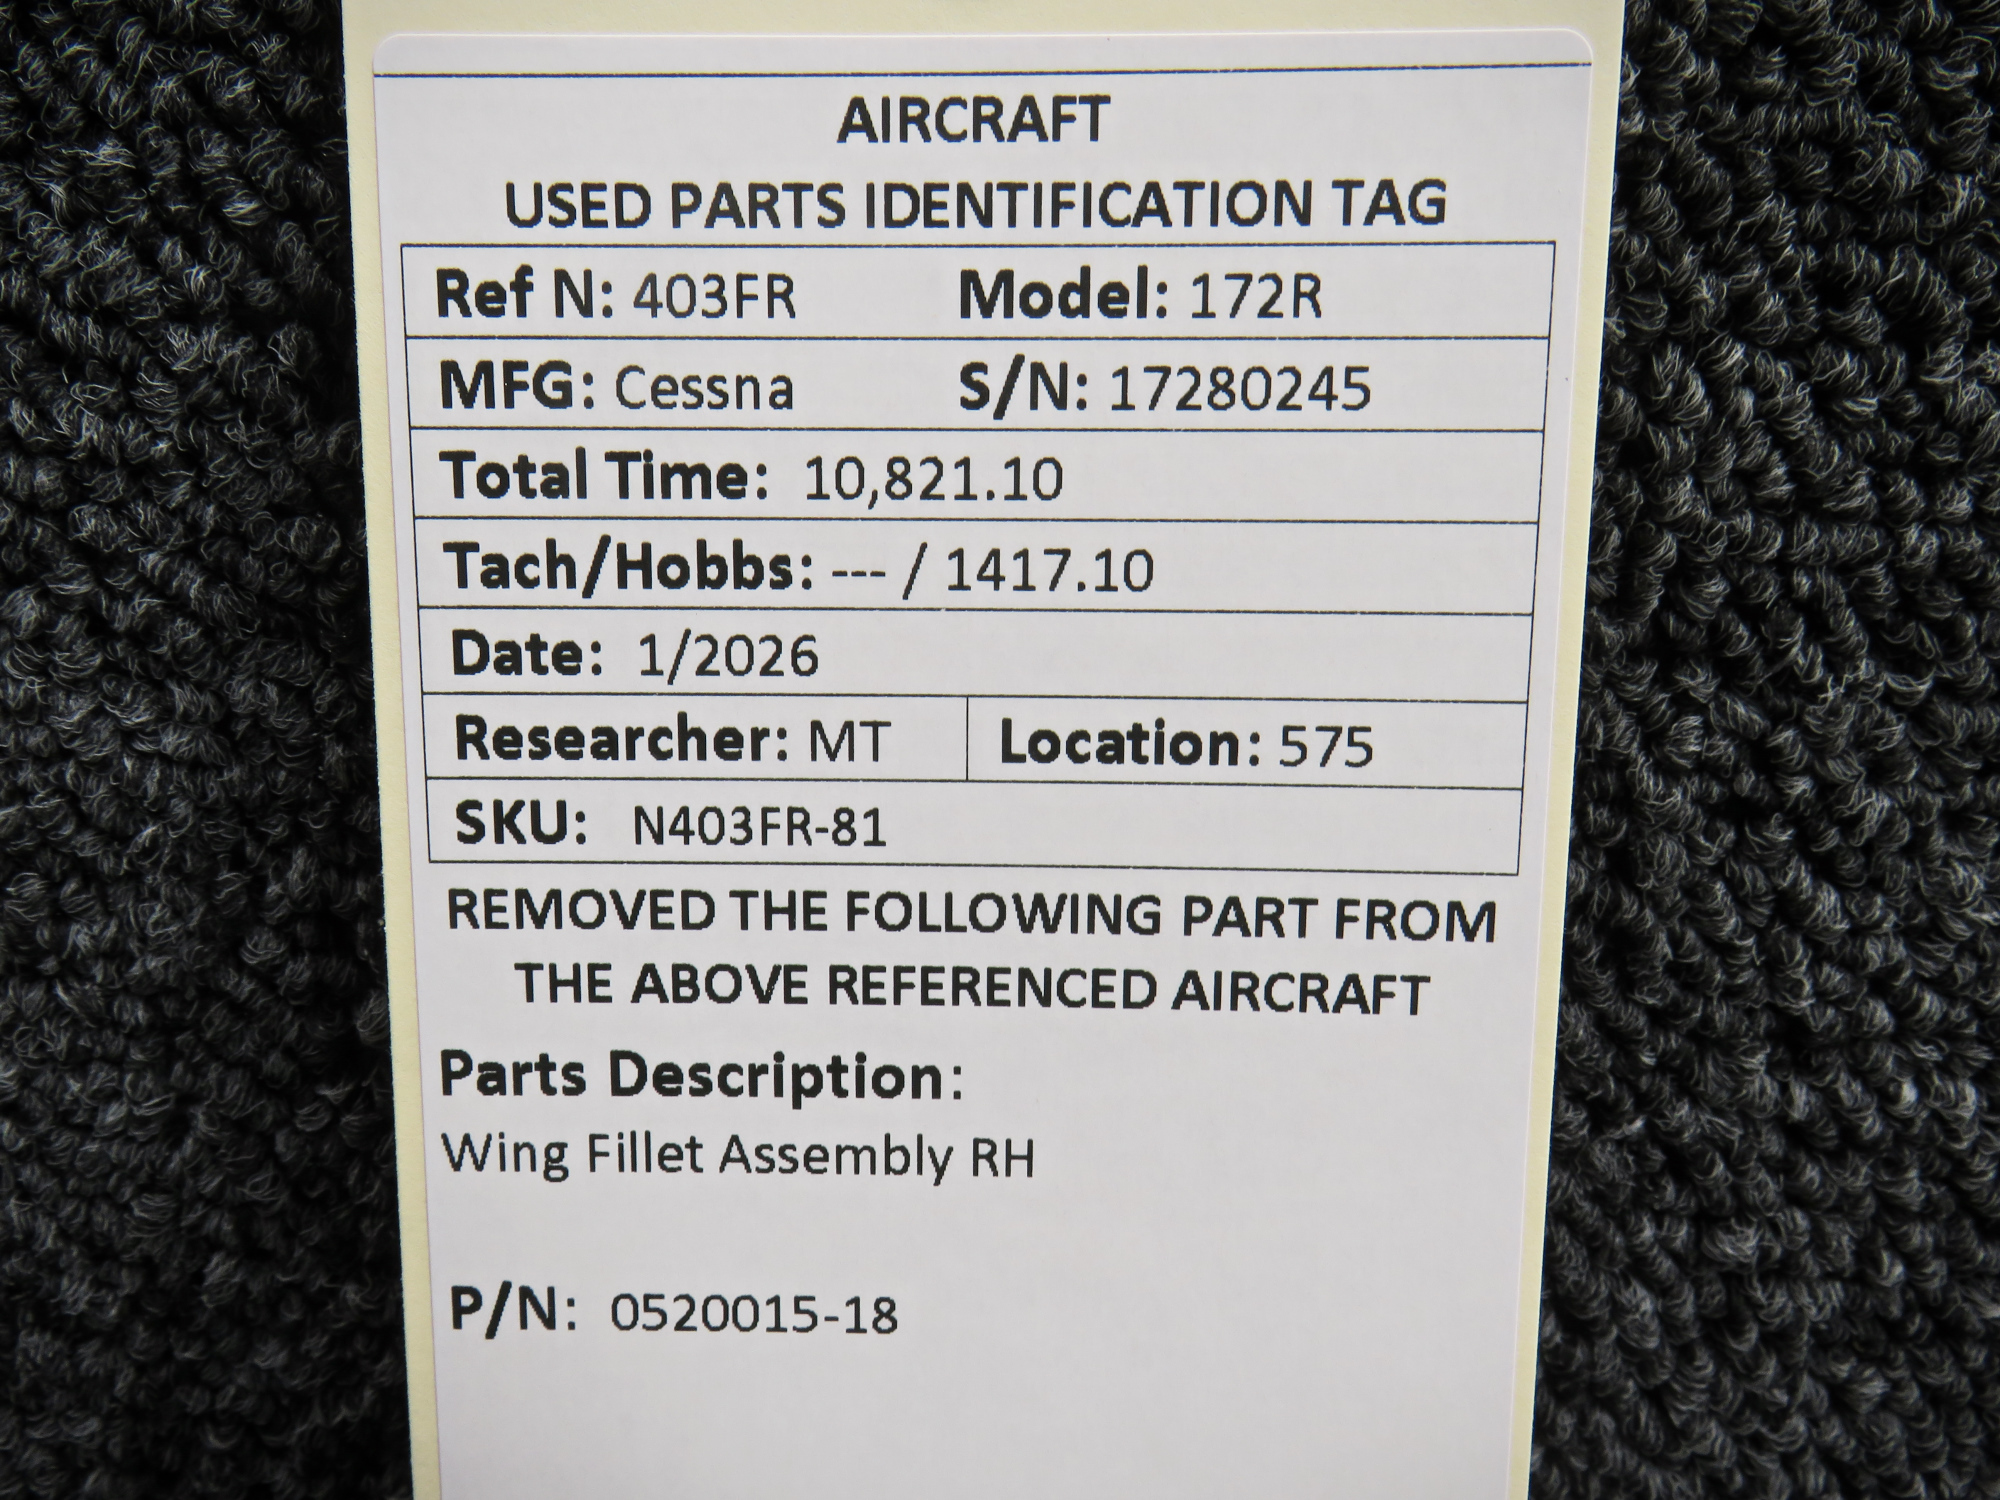 AIRCRAFT
USED PARTS IDENTIFICATION TAG
Ref N: 403FR Model: 172R
MFG: Cessna S/N: 17280245
Total Time: 10,821.10
Tach/Hobbs: --- / 1417.10
Date: 1/2026
Researcher: MT Location: 575
SKU: N403FR-81
REMOVED THE FOLLOWING PART FROM
THE ABOVE REFERENCED AIRCRAFT
Parts Description:
Wing Fillet Assembly RH
P/N: 0520015-18